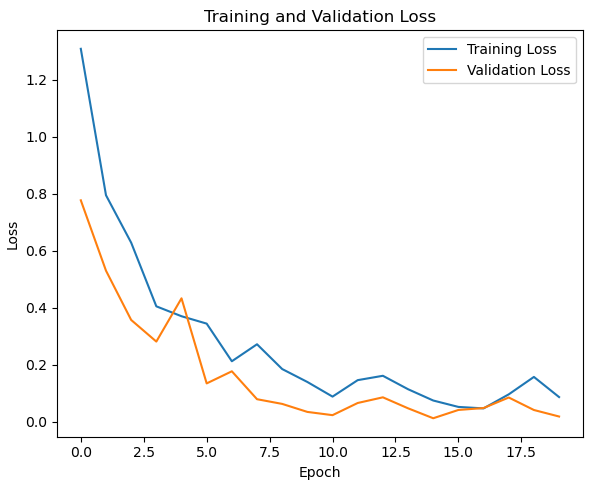 Training and Validation Loss
Training Loss
Validation Loss
1.2
1.0
0.8
0.6
0.4
0.2
0.0
Loss
0.0 2.5 5.0 7.5 10.0 12.5 15.0 17.5
Epoch